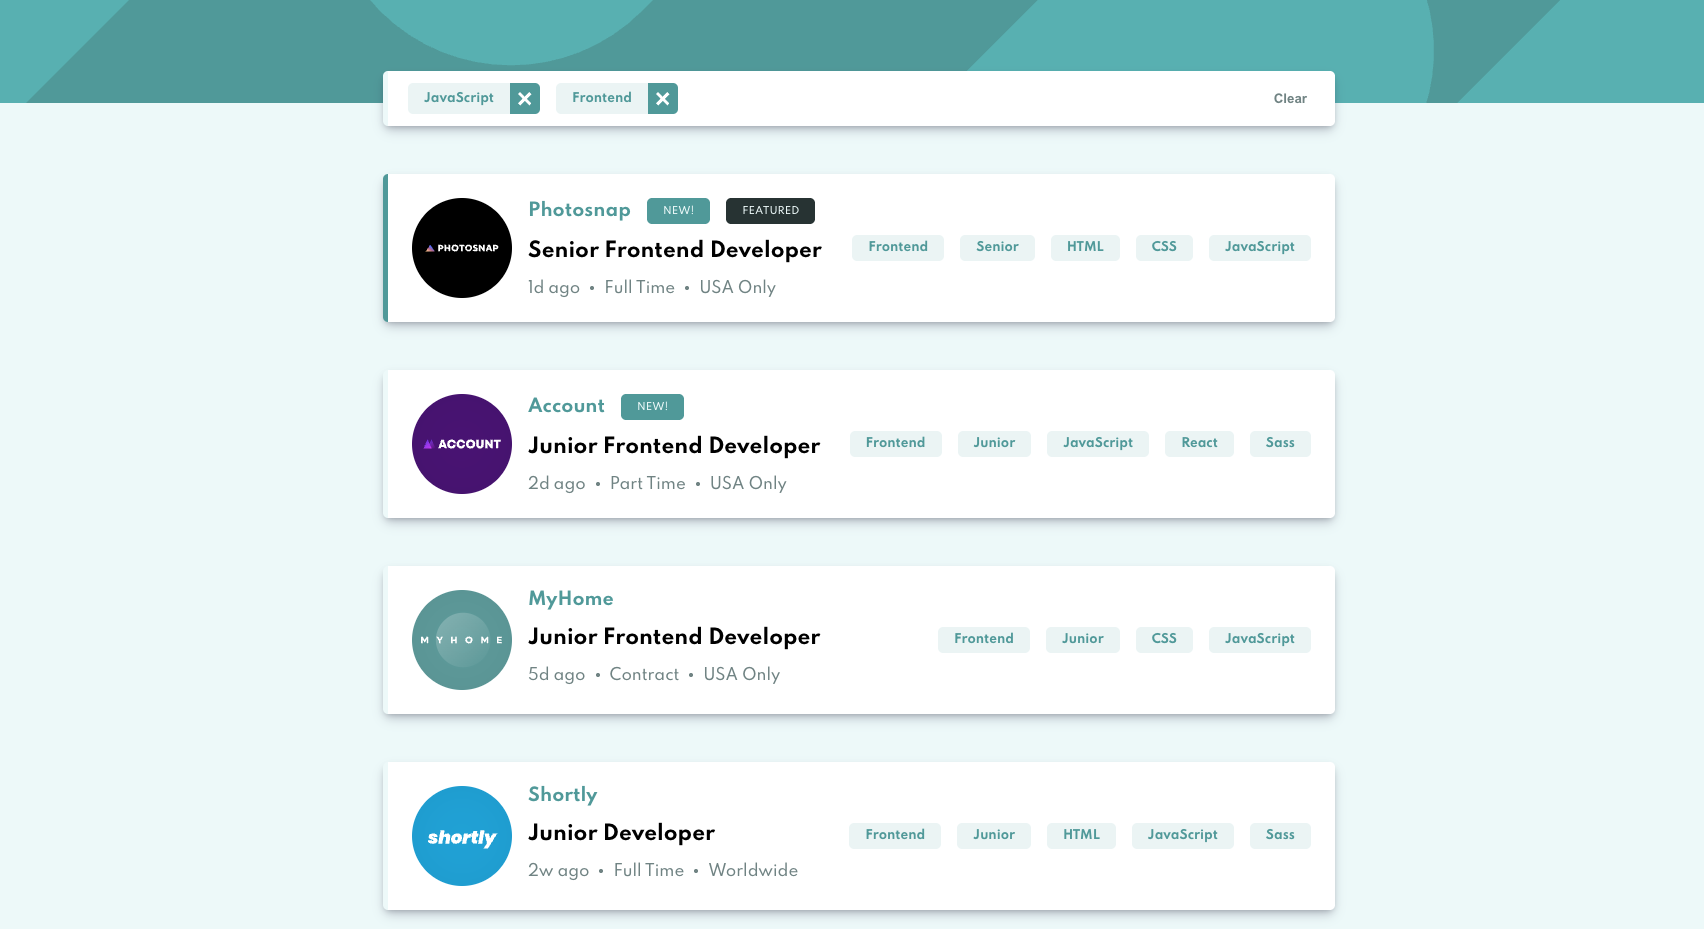 JavaScript Frontend Clear
PHOTOSNAP
Photosnap NEW! FEATURED
Senior Frontend Developer
1d ago • Full Time • USA Only
Frontend Senior HTML CSS JavaScript
ACCOUNT
Account NEW!
Junior Frontend Developer
2d ago • Part Time • USA Only
Frontend Junior JavaScript React Sass
MYHOME
MyHome
Junior Frontend Developer
5d ago • Contract • USA Only
Frontend Junior CSS JavaScript
shortly
Shortly
Junior Developer
2w ago • Full Time • Worldwide
Frontend Junior HTML JavaScript Sass